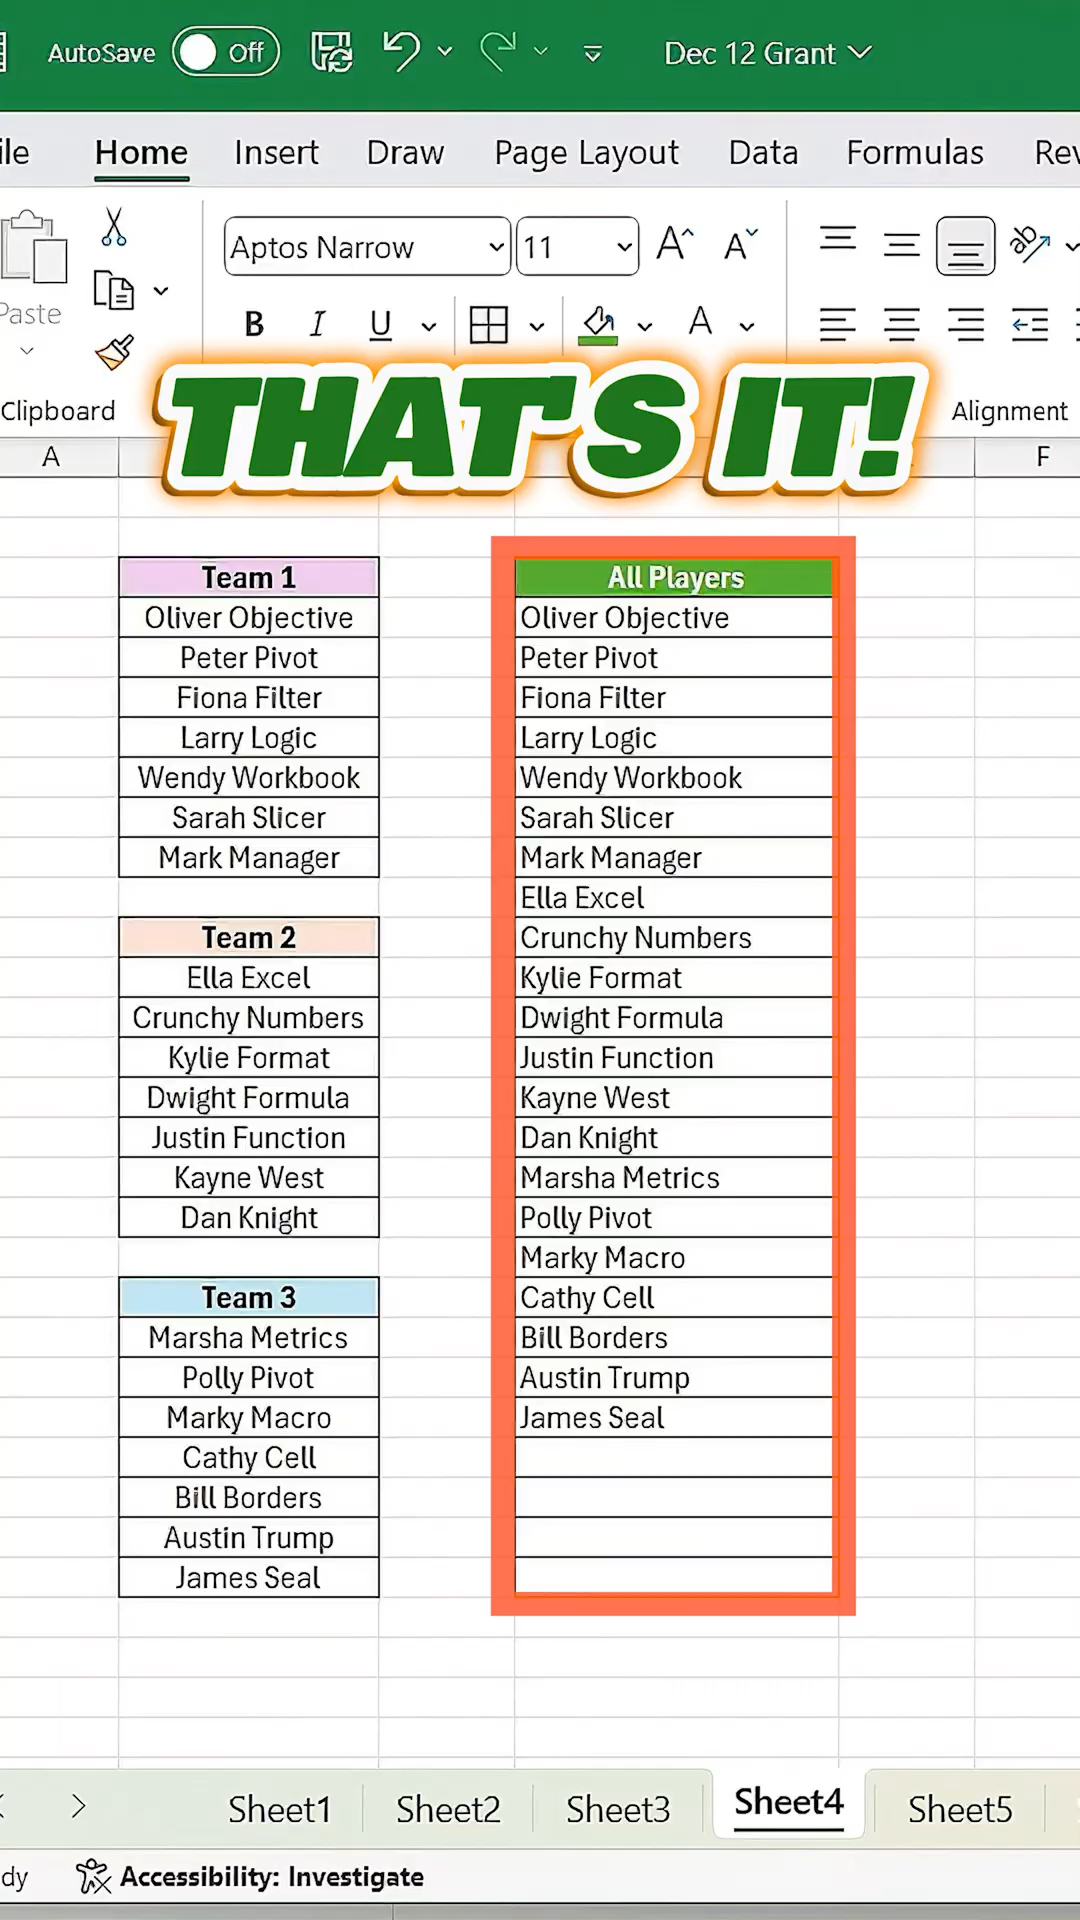 AutoSave Off Dec 12 Grant
ile Home Insert Draw Page Layout Data Formulas Rev
Paste
Aptos Narrow 11
B I U A
Clipboard
Alignment
THAT'S IT!
A F
Team 1
Oliver Objective
Peter Pivot
Fiona Filter
Larry Logic
Wendy Workbook
Sarah Slicer
Mark Manager
Team 2
Ella Excel
Crunchy Numbers
Kylie Format
Dwight Formula
Justin Function
Kayne West
Dan Knight
Team 3
Marsha Metrics
Polly Pivot
Marky Macro
Cathy Cell
Bill Borders
Austin Trump
James Seal
All Players
Oliver Objective
Peter Pivot
Fiona Filter
Larry Logic
Wendy Workbook
Sarah Slicer
Mark Manager
Ella Excel
Crunchy Numbers
Kylie Format
Dwight Formula
Justin Function
Kayne West
Dan Knight
Marsha Metrics
Polly Pivot
Marky Macro
Cathy Cell
Bill Borders
Austin Trump
James Seal
Sheet1 Sheet2 Sheet3 Sheet4 Sheet5
dy Accessibility: Investigate